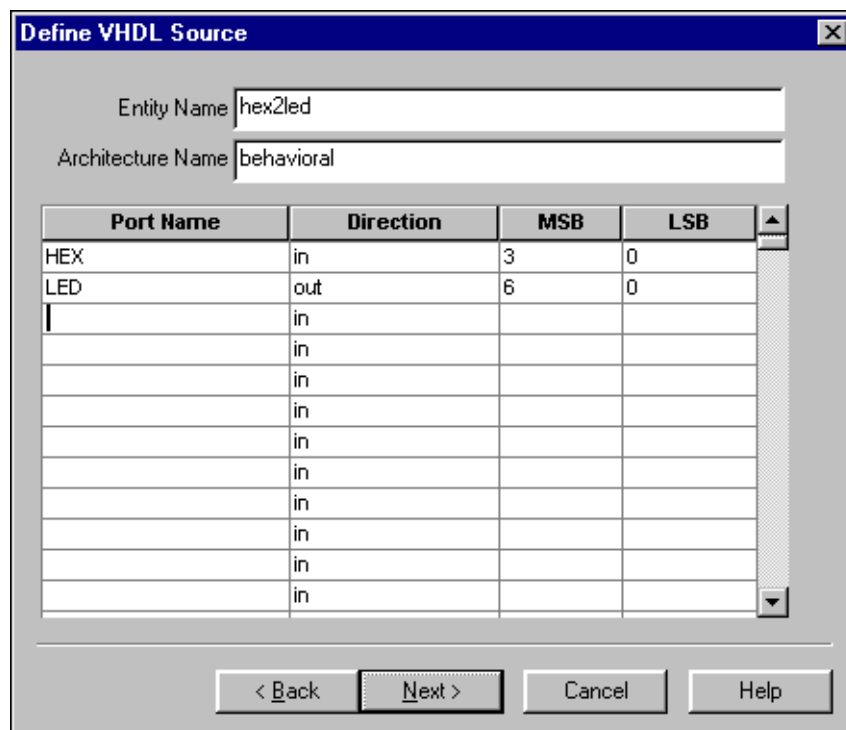 Define VHDL Source
Entity Name hex2led
Architecture Name behavioral
Port Name Direction MSB LSB
HEX in 3 0
LED out 6 0
in
in
in
in
in
in
in
in
in
in
< Back Next > Cancel Help